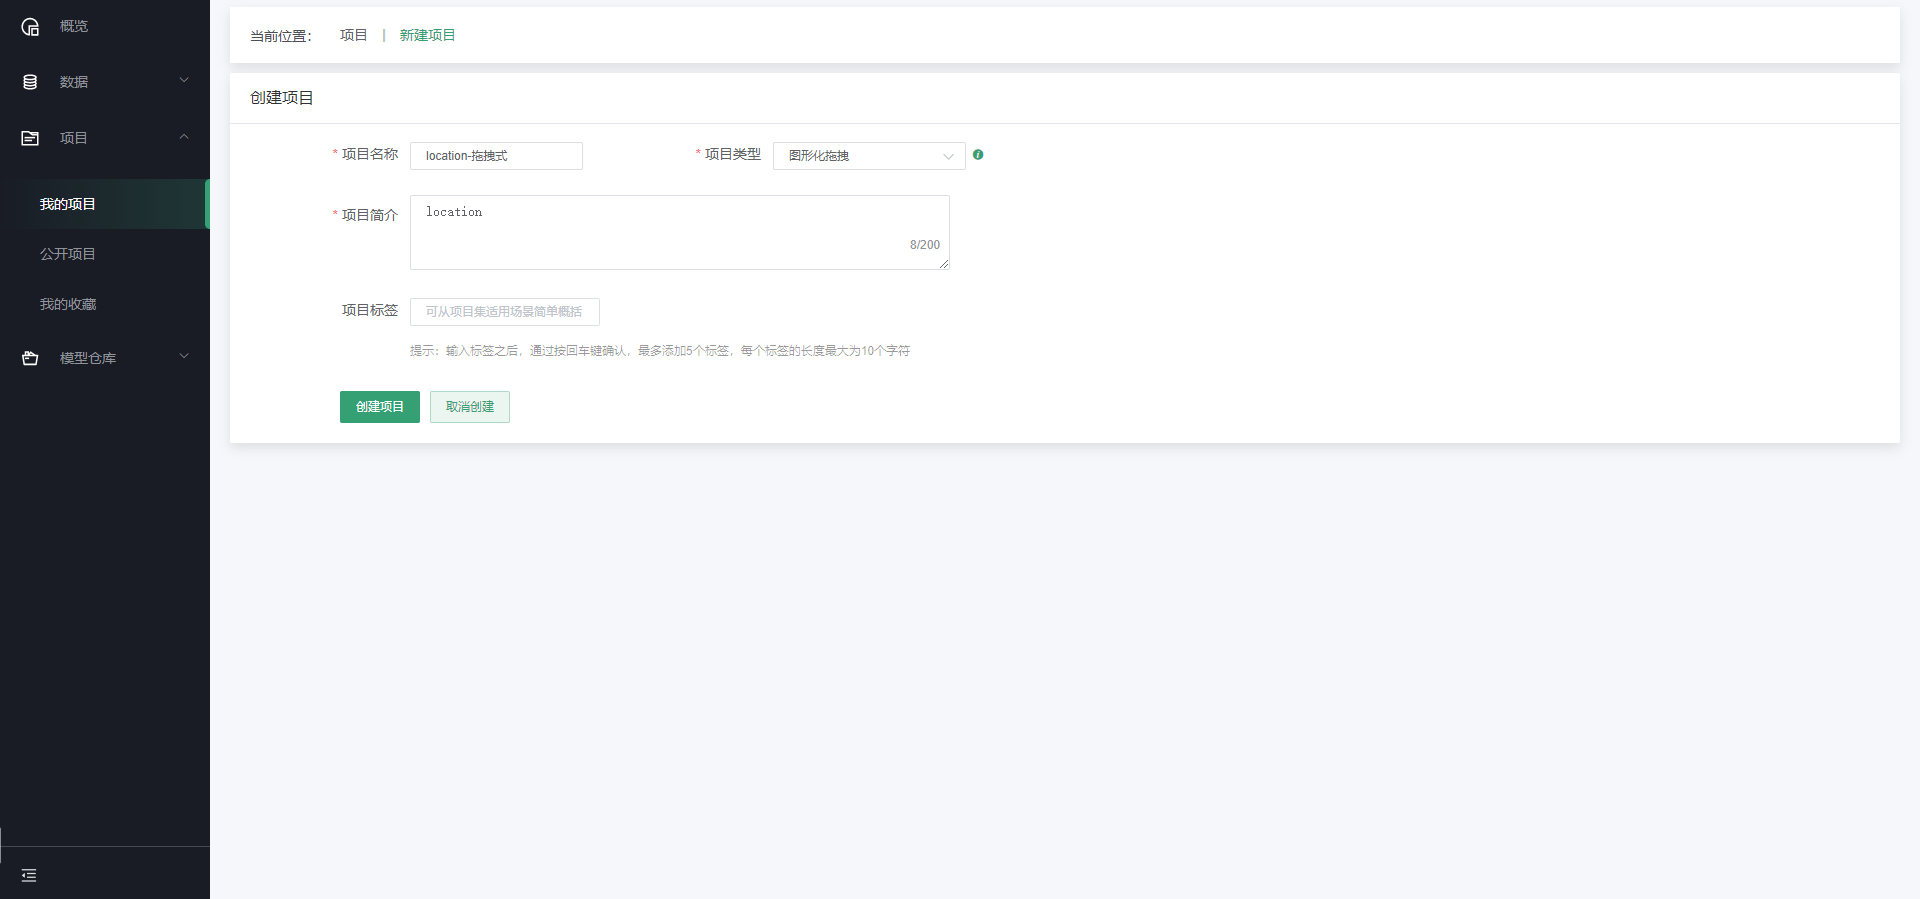 概览
数据
项目
我的项目
公开项目
我的收藏
模型仓库
当前位置： 项目 | 新建项目
创建项目
* 项目名称 location-拖拽式 * 项目类型 图形化拖拽
* 项目简介 location
8/200
项目标签 可从项目集适用场景简单概括
提示：输入标签之后，通过按回车键确认，最多添加5个标签，每个标签的长度最大为10个字符
创建项目 取消创建